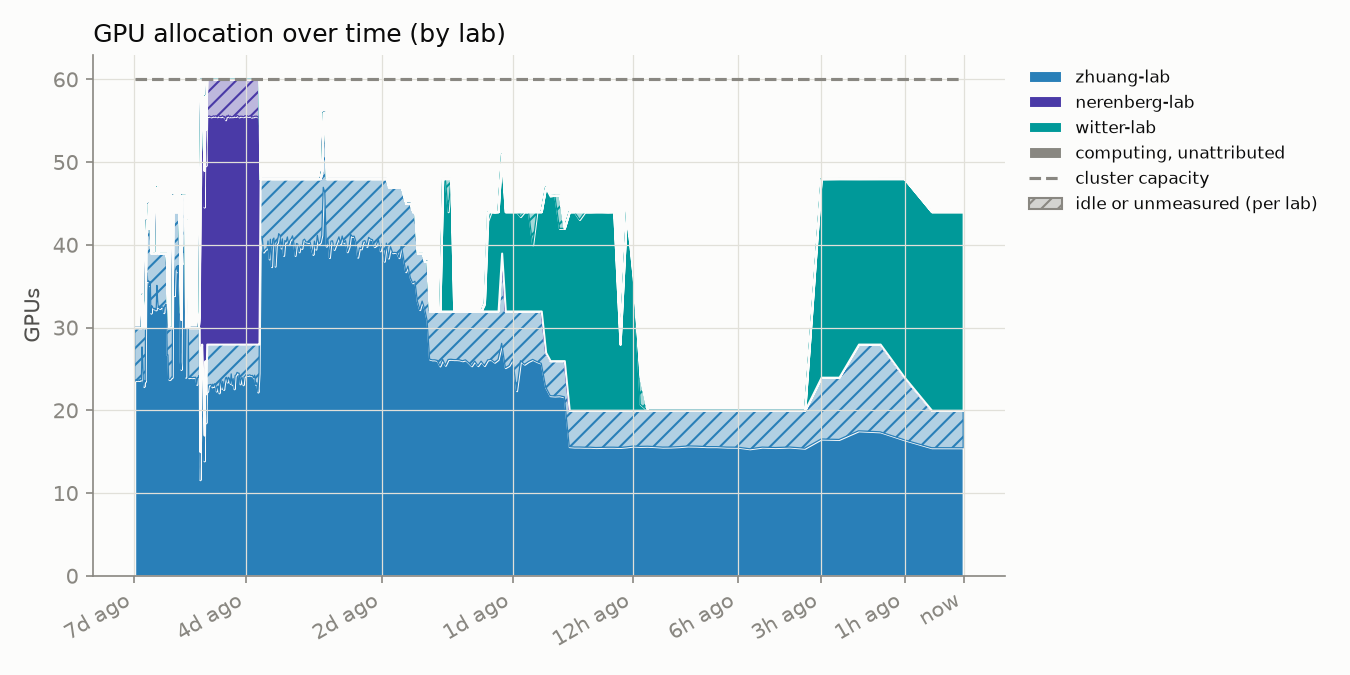 GPU allocation over time (by lab)
60
50
40
30
20
10
0
GPUs
7d ago
4d ago
2d ago
1d ago
12h ago
6h ago
3h ago
1h ago
now
zhuang-lab
nerenberg-lab
witter-lab
computing, unattributed
cluster capacity
idle or unmeasured (per lab)